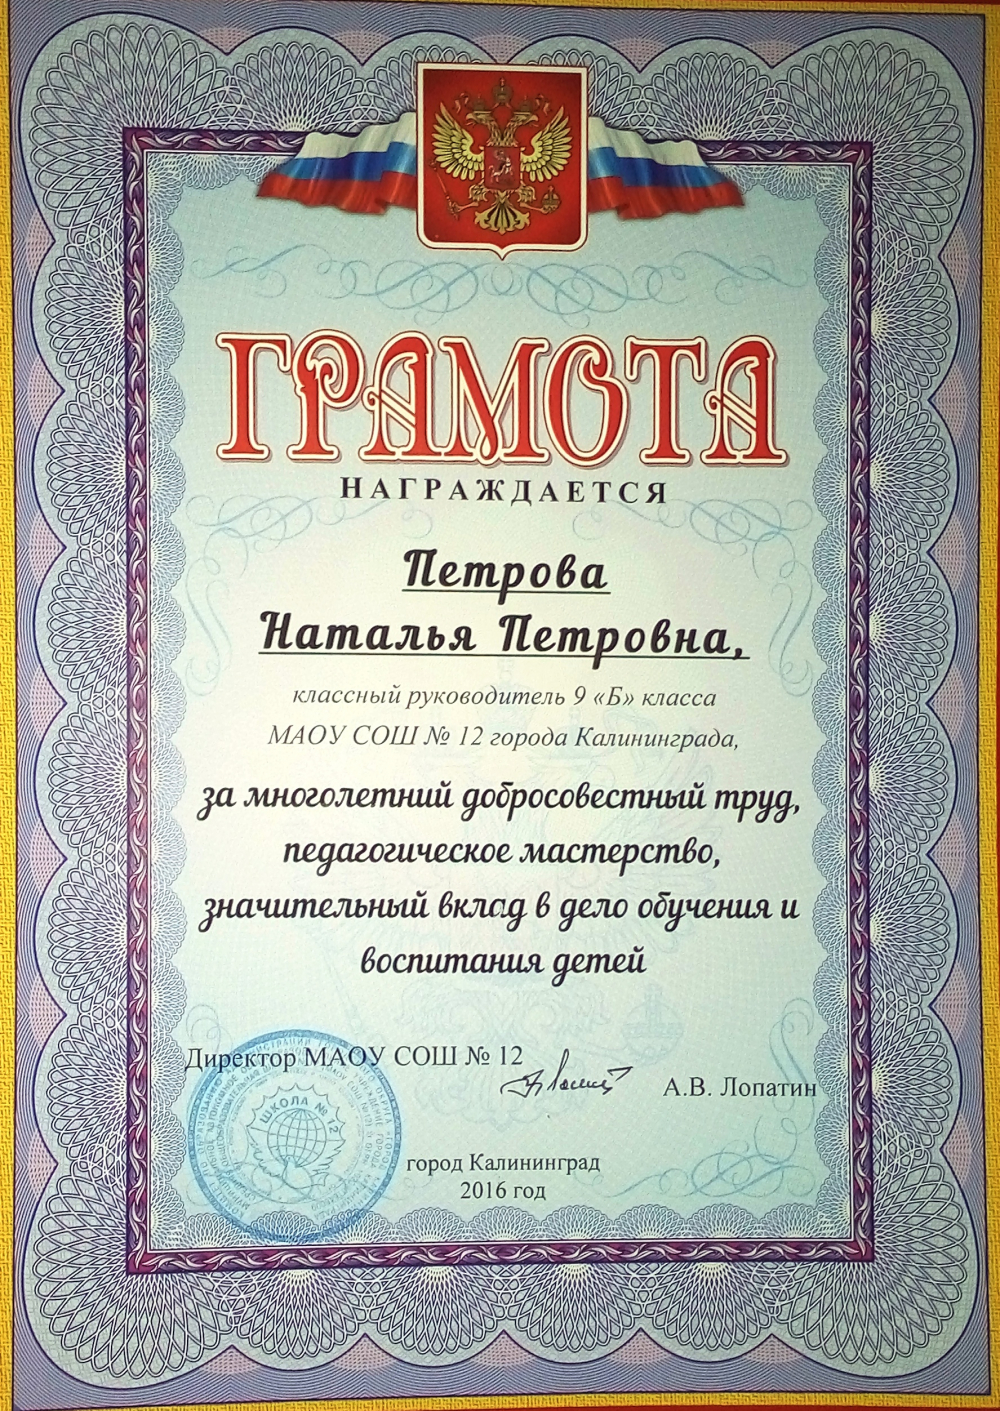 ГРАМОТА
НАГРАЖДАЕТСЯ
Петрова
Наталья Петровна,
классный руководитель 9 «Б» класса
МАОУ СОШ № 12 города Калининграда,
за многолетний добросовестный труд,
педагогическое мастерство,
значительный вклад в дело обучения и
воспитания детей
Директор МАОУ СОШ № 12
А.В. Лопатин
ШКОЛА № 12
город Калининград
2016 год